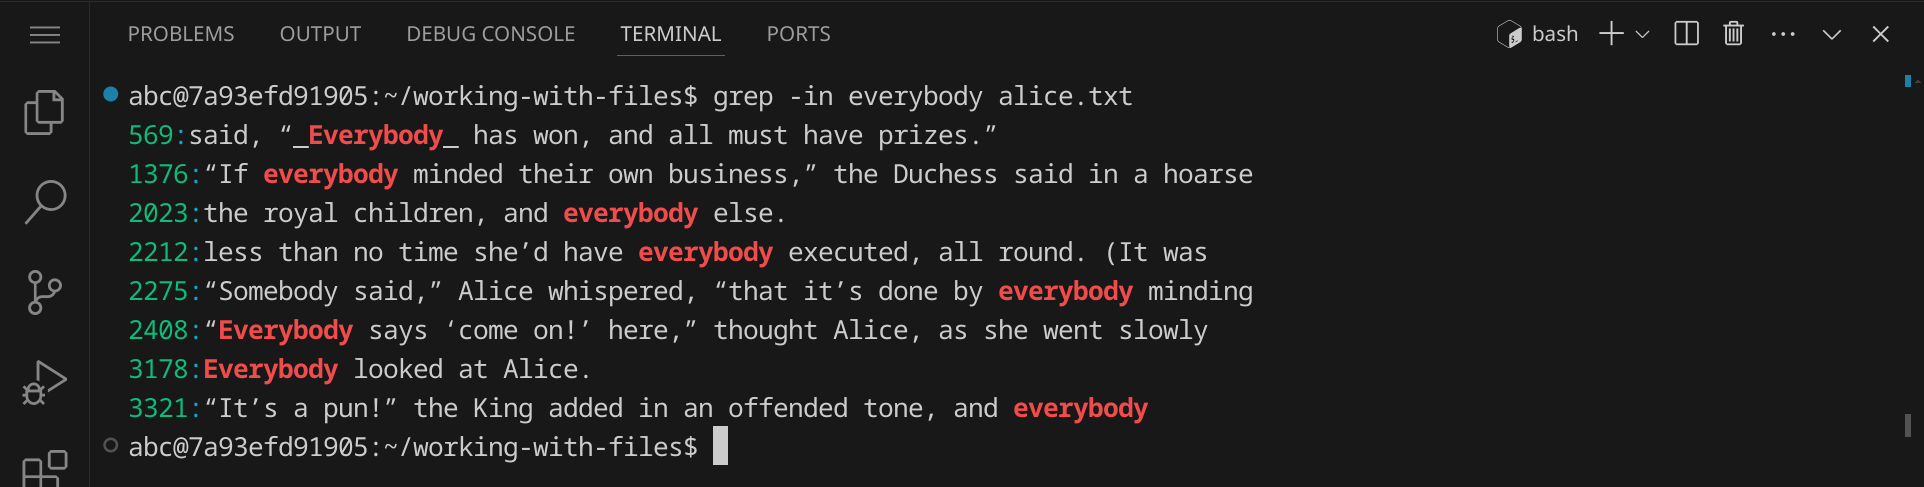 PROBLEMS OUTPUT DEBUG CONSOLE TERMINAL PORTS bash
abc@7a93efd91905:~/working-with-files$ grep -in everybody alice.txt
569:said, “_Everybody_ has won, and all must have prizes.”
1376:“If everybody minded their own business,” the Duchess said in a hoarse
2023:the royal children, and everybody else.
2212:less than no time she’d have everybody executed, all round. (It was
2275:“Somebody said,” Alice whispered, “that it’s done by everybody minding
2408:“Everybody says ‘come on!’ here,” thought Alice, as she went slowly
3178:Everybody looked at Alice.
3321:“It’s a pun!” the King added in an offended tone, and everybody
abc@7a93efd91905:~/working-with-files$